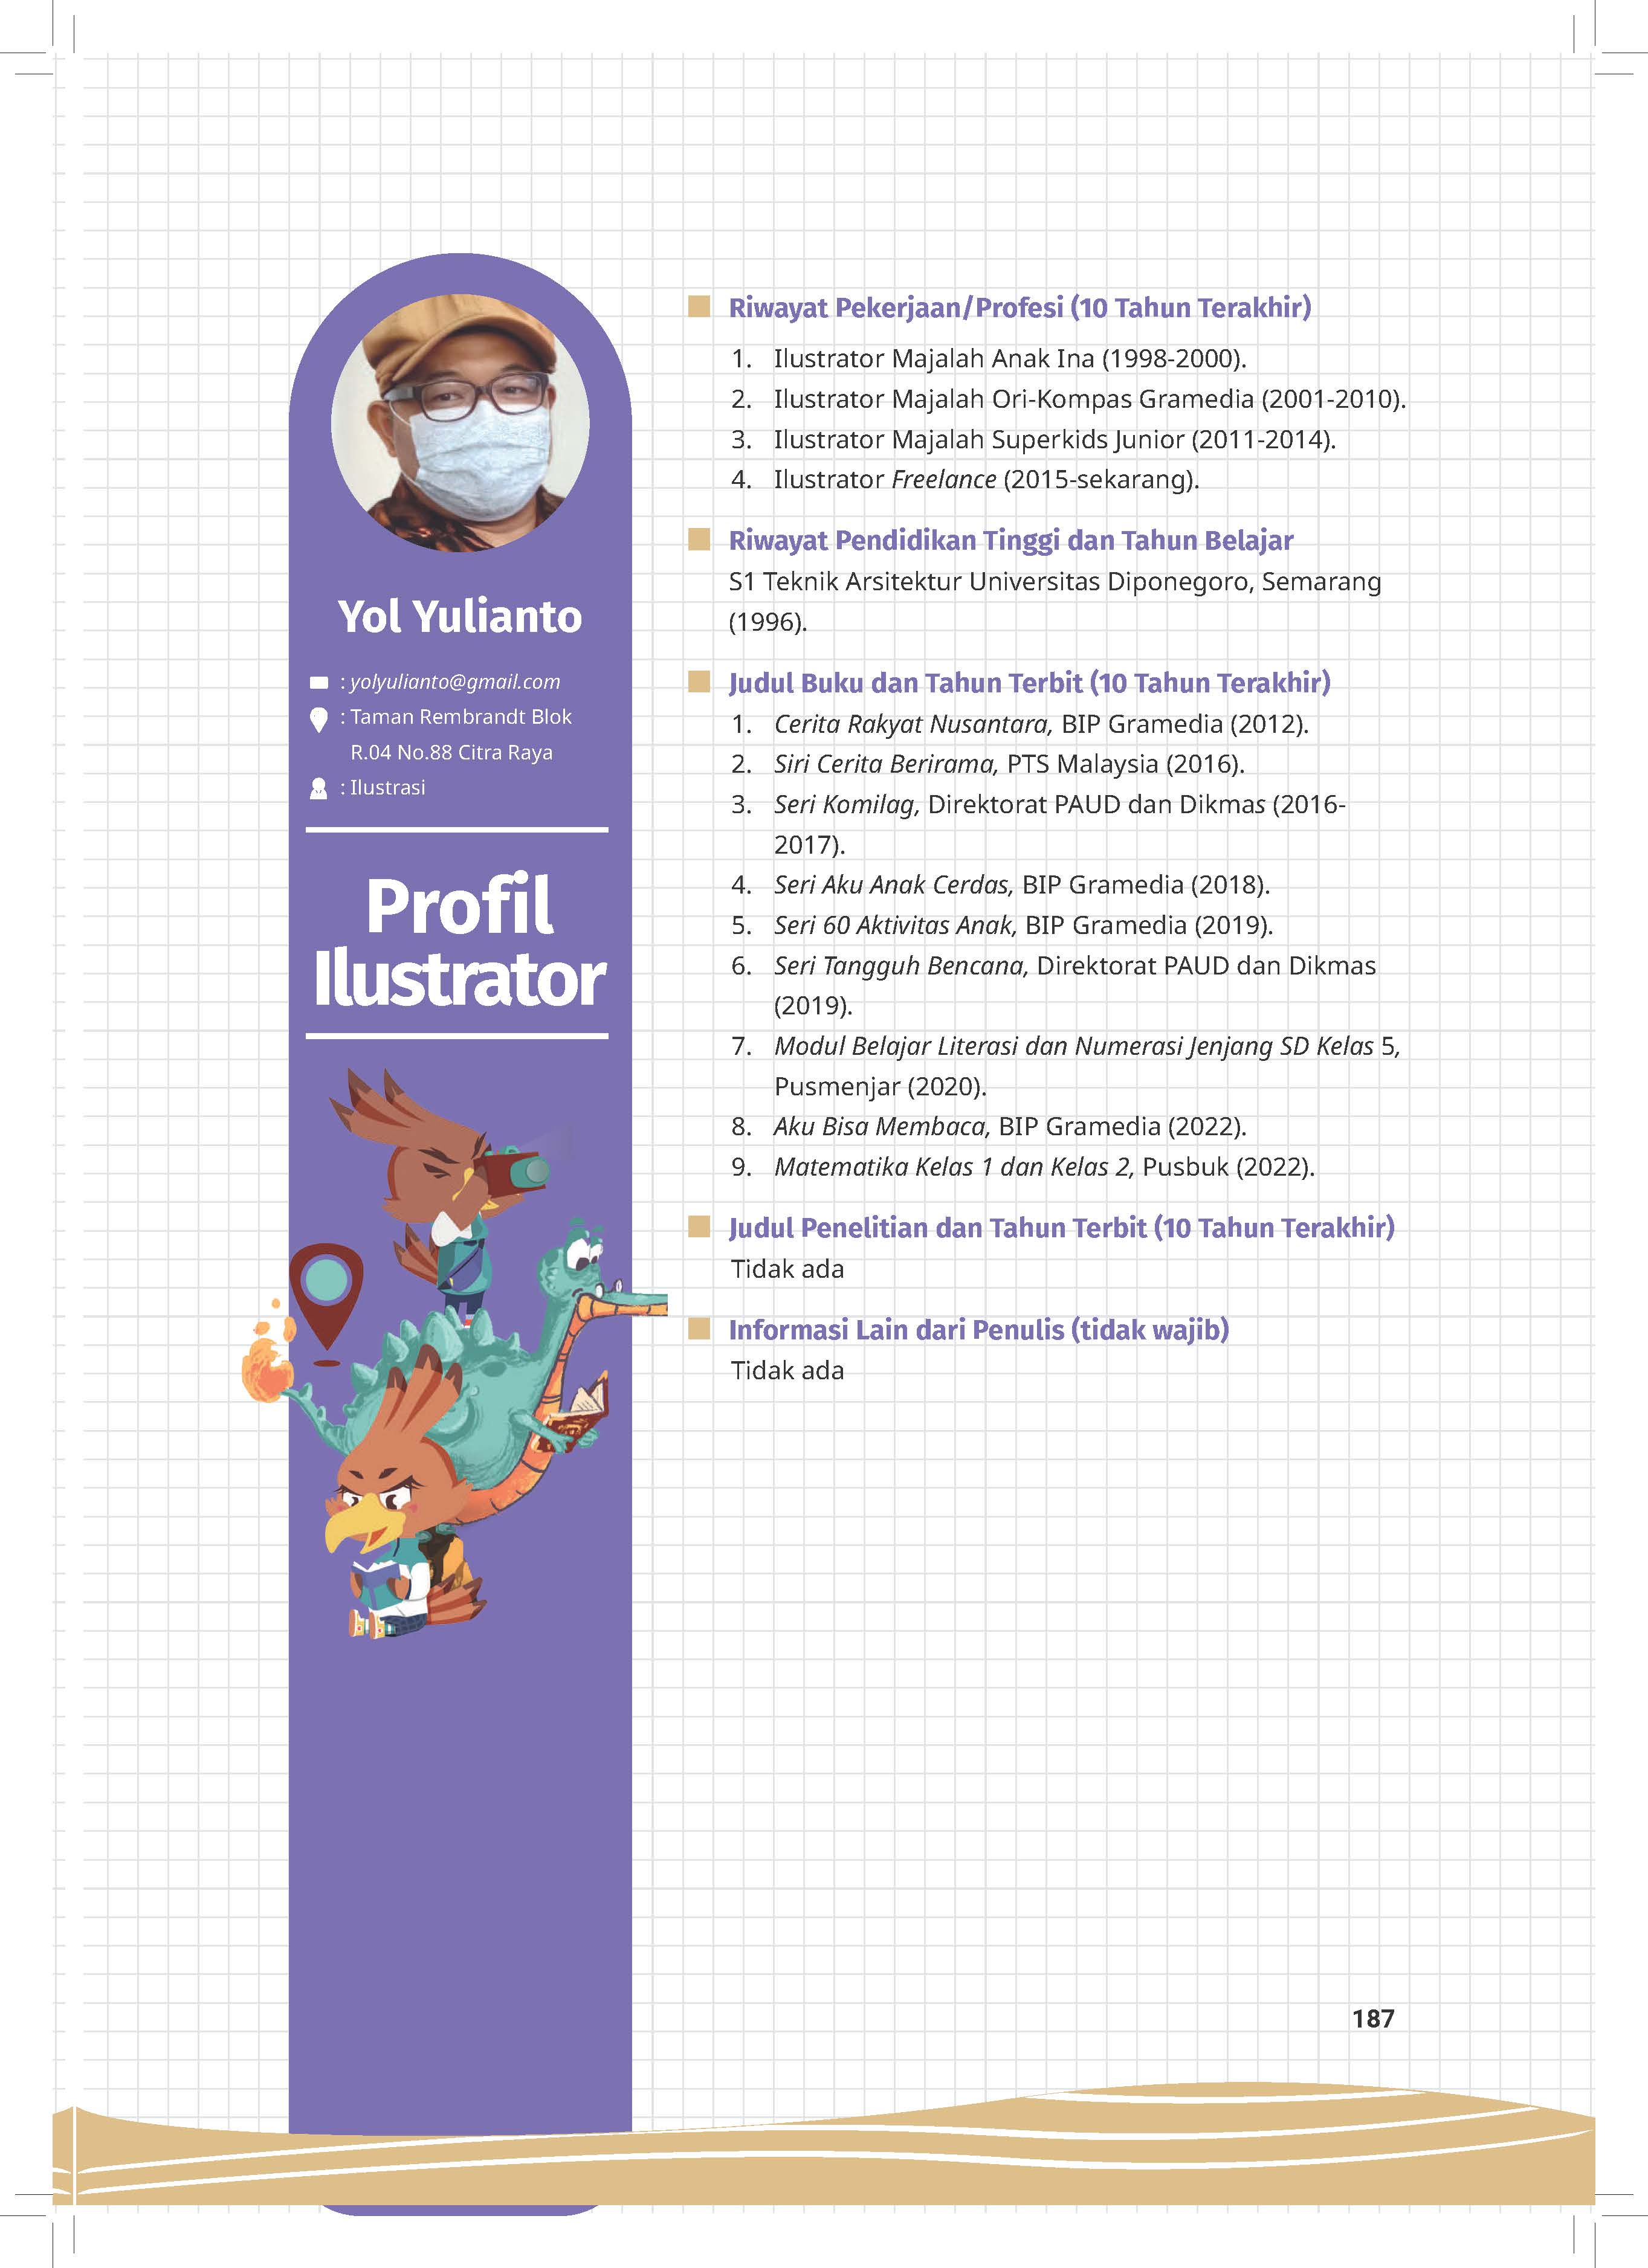 Yol Yulianto
: yolyulianto@gmail.com
: Taman Rembrandt Blok
R.04 No.88 Citra Raya
: Ilustrasi
Profil
Ilustrator
Riwayat Pekerjaan/Profesi (10 Tahun Terakhir)
1. Ilustrator Majalah Anak Ina (1998-2000).
2. Ilustrator Majalah Ori-Kompas Gramedia (2001-2010).
3. Ilustrator Majalah Superkids Junior (2011-2014).
4. Ilustrator Freelance (2015-sekarang).
Riwayat Pendidikan Tinggi dan Tahun Belajar
S1 Teknik Arsitektur Universitas Diponegoro, Semarang
(1996).
Judul Buku dan Tahun Terbit (10 Tahun Terakhir)
1. Cerita Rakyat Nusantara, BIP Gramedia (2012).
2. Siri Cerita Berirama, PTS Malaysia (2016).
3. Seri Komilag, Direktorat PAUD dan Dikmas (2016-
2017).
4. Seri Aku Anak Cerdas, BIP Gramedia (2018).
5. Seri 60 Aktivitas Anak, BIP Gramedia (2019).
6. Seri Tangguh Bencana, Direktorat PAUD dan Dikmas
(2019).
7. Modul Belajar Literasi dan Numerasi Jenjang SD Kelas 5,
Pusmenjar (2020).
8. Aku Bisa Membaca, BIP Gramedia (2022).
9. Matematika Kelas 1 dan Kelas 2, Pusbuk (2022).
Judul Penelitian dan Tahun Terbit (10 Tahun Terakhir)
Tidak ada
Informasi Lain dari Penulis (tidak wajib)
Tidak ada
187